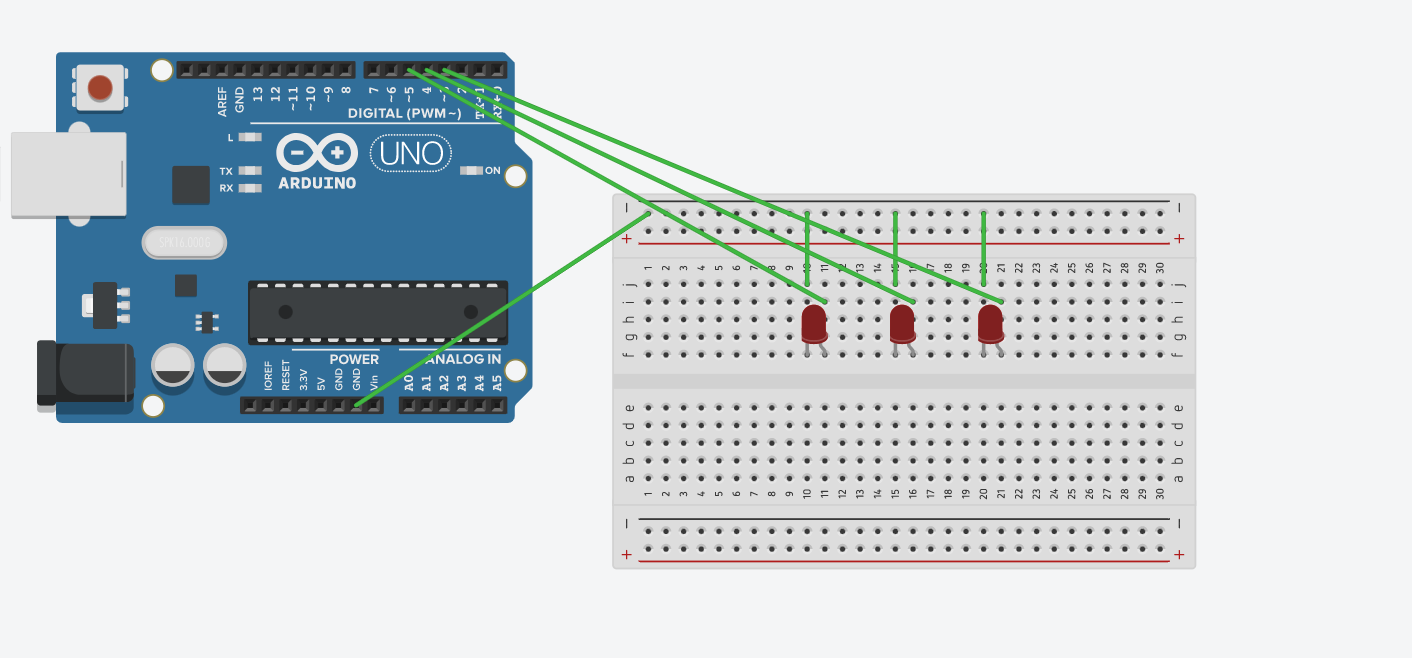 AREF GND 13 12 ~11 ~10 ~9 8 7 ~6 ~5 4 ~3 2 TX→1 RX←0
DIGITAL (PWM~)
L
TX
RX
UNO
ON
ARDUINO
SPK16.000G
IOREF RESET 3.3V 5V GND GND Vin
POWER
ANALOG IN
A0 A1 A2 A3 A4 A5
− −
+ +
1 2 3 4 5 6 7 8 9 10 11 12 13 14 15 16 17 18 19 20 21 22 23 24 25 26 27 28 29 30
j j
i i
h h
g g
f f
e e
d d
c c
b b
a a
1 2 3 4 5 6 7 8 9 10 11 12 13 14 15 16 17 18 19 20 21 22 23 24 25 26 27 28 29 30
− −
+ +